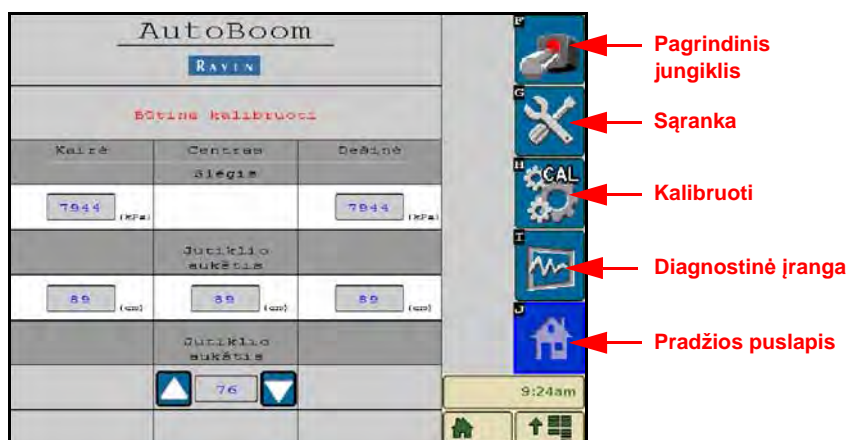 AutoBoom
RAVEN
Būtina kalibruoti
Kairė Centras Dešinė
Slėgis
7944 (kPa) 7944 (kPa)
Jutiklio
aukštis
89 (cm) 89 (cm) 89 (cm)
Jutiklio
aukštis
76
F
G
H
CAL
I
J
9:24am
Pagrindinis
jungiklis
Sąranka
Kalibruoti
Diagnostinė įranga
Pradžios puslapis